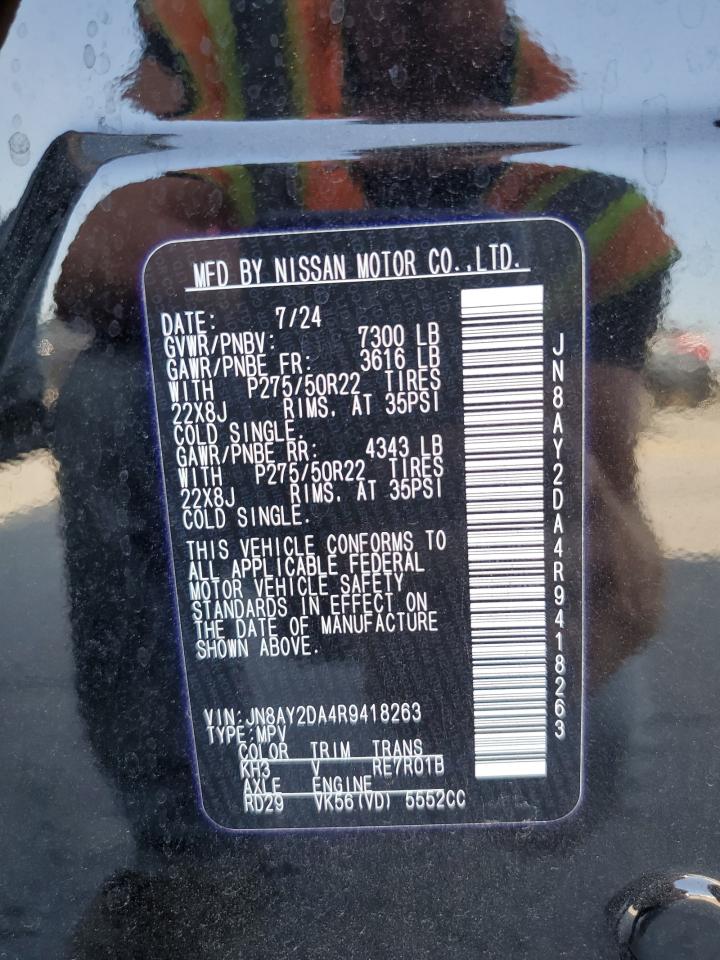 MFD BY NISSAN MOTOR CO.,LTD.
DATE: 7/24
GVWR/PNBV: 7300 LB
GAWR/PNBE FR: 3616 LB
WITH P275/50R22 TIRES
22X8J RIMS. AT 35PSI
COLD SINGLE.
GAWR/PNBE RR: 4343 LB
WITH P275/50R22 TIRES
22X8J RIMS. AT 35PSI
COLD SINGLE.
THIS VEHICLE CONFORMS TO
ALL APPLICABLE FEDERAL
MOTOR VEHICLE SAFETY
STANDARDS IN EFFECT ON
THE DATE OF MANUFACTURE
SHOWN ABOVE.
VIN:JN8AY2DA4R9418263
TYPE:MPV
COLOR TRIM TRANS
KH3 V RE7R01B
AXLE ENGINE
RD29 VK56(VD) 5552CC
JN8AY2DA4R9418263